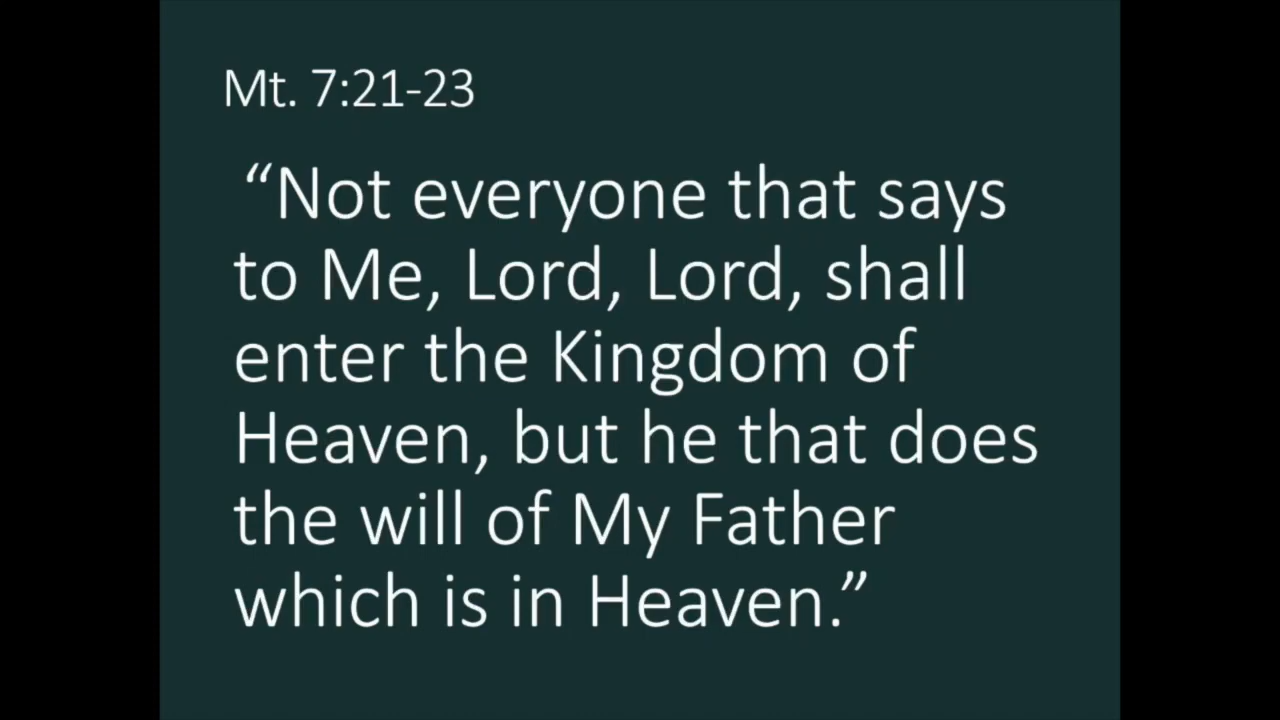 Mt. 7:21-23
“Not everyone that says
to Me, Lord, Lord, shall
enter the Kingdom of
Heaven, but he that does
the will of My Father
which is in Heaven.”